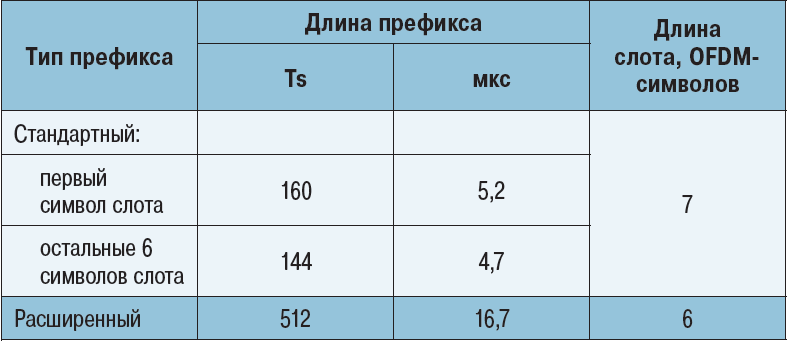 Тип префикса
Длина префикса
Длина
слота, OFDM-
символов
Ts
мкс
Стандартный:
первый
символ слота
160
5,2
7
остальные 6
символов слота
144
4,7
Расширенный
512
16,7
6